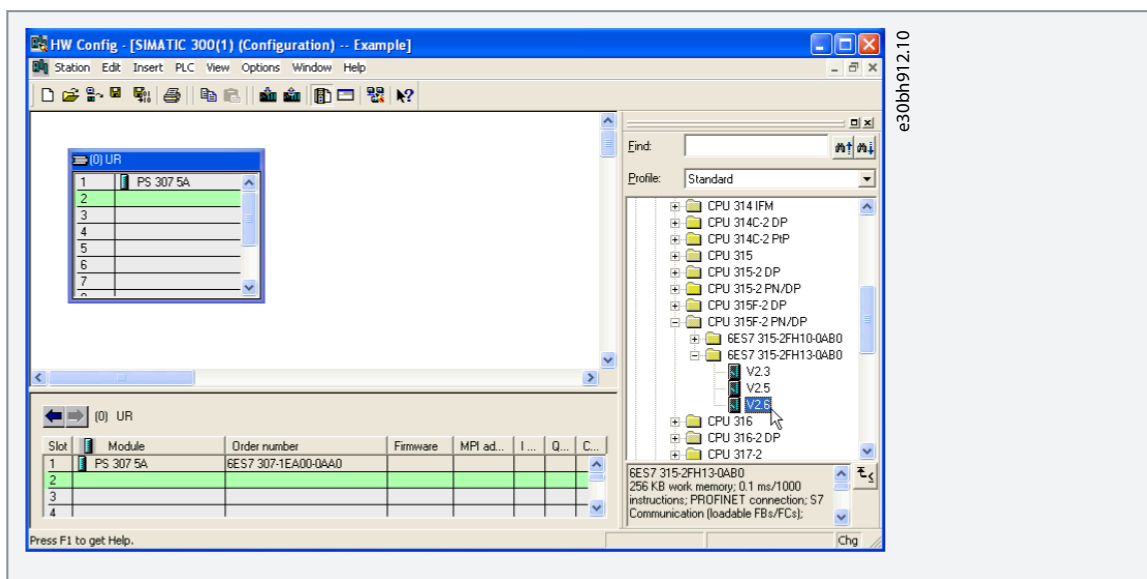 HW Config - [SIMATIC 300(1) (Configuration) -- Example]
Station Edit Insert PLC View Options Window Help
(0) UR
1 PS 307 5A
2
3
4
5
6
7
Find:
Profile: Standard
CPU 314 IFM
CPU 314C-2 DP
CPU 314C-2 PtP
CPU 315
CPU 315-2 DP
CPU 315-2 PN/DP
CPU 315F-2 DP
CPU 315F-2 PN/DP
6ES7 315-2FH10-0AB0
6ES7 315-2FH13-0AB0
V2.3
V2.5
V2.6
CPU 316
CPU 316-2 DP
CPU 317-2
(0) UR
Slot Module Order number Firmware MPI ad... I ... Q... C...
1 PS 307 5A 6ES7 307-1EA00-0AA0
2
3
4
6ES7 315-2FH13-0AB0
256 KB work memory; 0.1 ms/1000
instructions; PROFINET connection; S7
Communication (loadable FBs/FCs);
Press F1 to get Help.
Chg
e30bh912.10